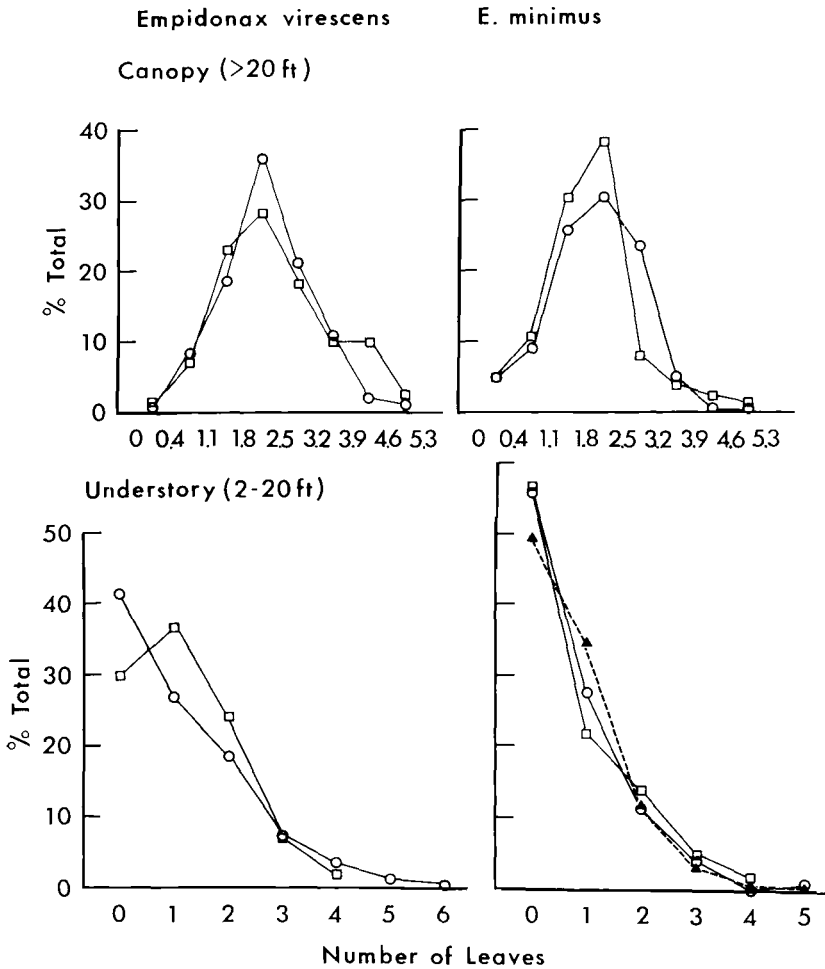 Empidonax virescens E. minimus
Canopy (>20 ft)
40
30
20
10
0
% Total
0 0.4 1.1 1.8 2.5 3.2 3.9 4.6 5.3
0 0.4 1.1 1.8 2.5 3.2 3.9 4.6 5.3
Understory (2-20 ft)
50
40
30
20
10
0
% Total
0 1 2 3 4 5 6
0 1 2 3 4 5
Number of Leaves